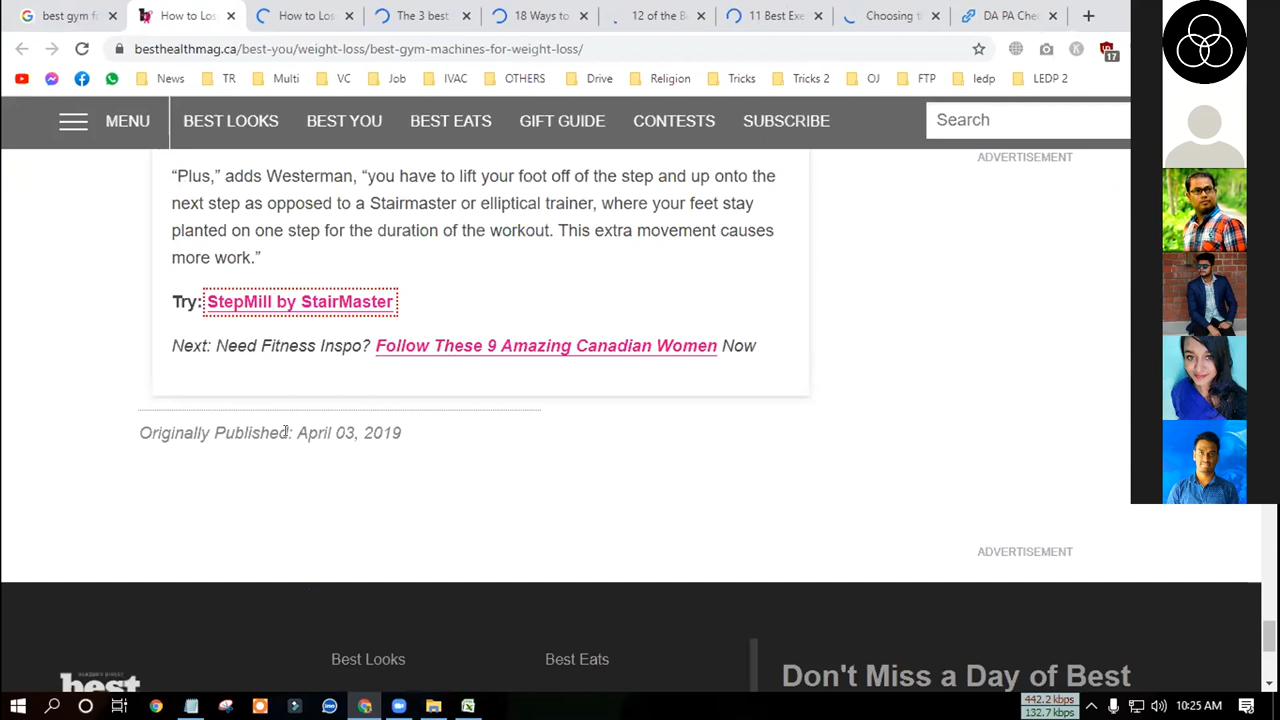 best gym f
How to Los
How to Los
The 3 best
18 Ways to
12 of the B
11 Best Exe
Choosing t
DA PA Chec
besthealthmag.ca/best-you/weight-loss/best-gym-machines-for-weight-loss/
17
News
TR
Multi
VC
Job
IVAC
OTHERS
Drive
Religion
Tricks
Tricks 2
OJ
FTP
ledp
LEDP 2
MENU
BEST LOOKS
BEST YOU
BEST EATS
GIFT GUIDE
CONTESTS
SUBSCRIBE
Search
ADVERTISEMENT
“Plus,” adds Westerman, “you have to lift your foot off of the step and up onto the
next step as opposed to a Stairmaster or elliptical trainer, where your feet stay
planted on one step for the duration of the workout. This extra movement causes
more work.”
Try: StepMill by StairMaster
Next: Need Fitness Inspo? Follow These 9 Amazing Canadian Women Now
Originally Published: April 03, 2019
ADVERTISEMENT
best
Best Looks
Best Eats
Don't Miss a Day of Best
442.2 kbps
132.7 kbps
10:25 AM